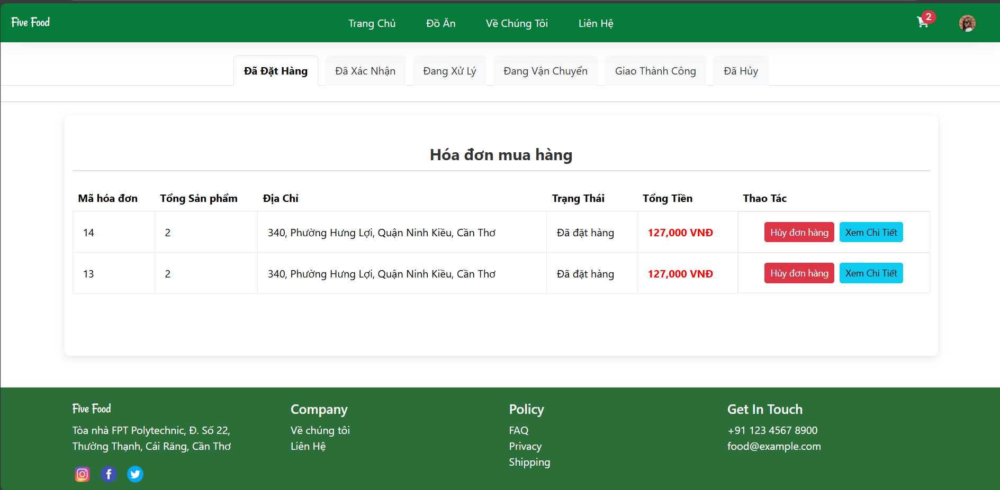 Five Food
Trang Chủ Đồ Ăn Về Chúng Tôi Liên Hệ
2
Đã Đặt Hàng Đã Xác Nhận Đang Xử Lý Đang Vận Chuyển Giao Thành Công Đã Hủy
Hóa đơn mua hàng
Mã hóa đơn Tổng Sản phẩm Địa Chỉ Trạng Thái Tổng Tiền Thao Tác
14 2 340, Phường Hưng Lợi, Quận Ninh Kiều, Cần Thơ Đã đặt hàng 127,000 VNĐ Hủy đơn hàng Xem Chi Tiết
13 2 340, Phường Hưng Lợi, Quận Ninh Kiều, Cần Thơ Đã đặt hàng 127,000 VNĐ Hủy đơn hàng Xem Chi Tiết
Five Food
Tòa nhà FPT Polytechnic, Đ. Số 22,
Thường Thạnh, Cái Răng, Cần Thơ
Company
Về chúng tôi
Liên Hệ
Policy
FAQ
Privacy
Shipping
Get In Touch
+91 123 4567 8900
food@example.com